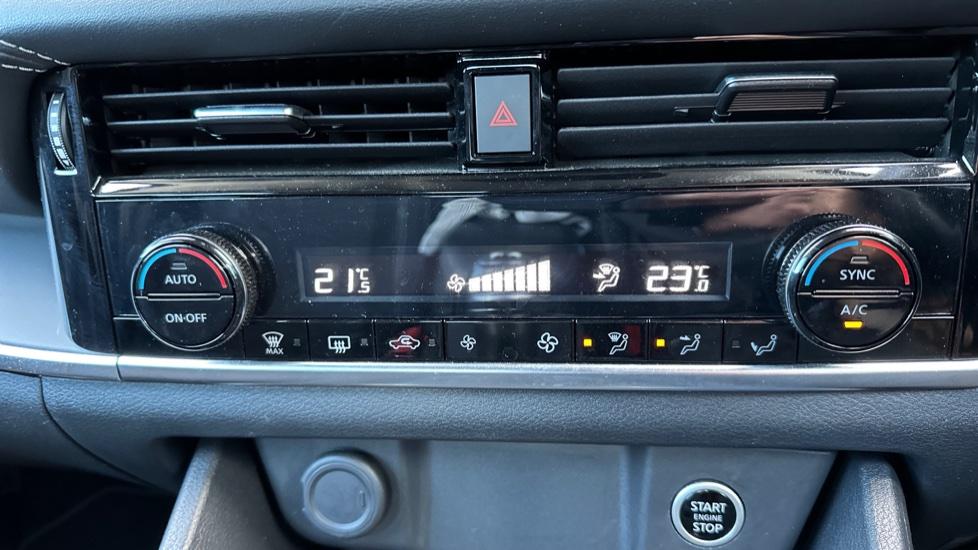 AUTO
ON·OFF
21.5°C
23.0°C
SYNC
A/C
MAX
START
ENGINE
STOP